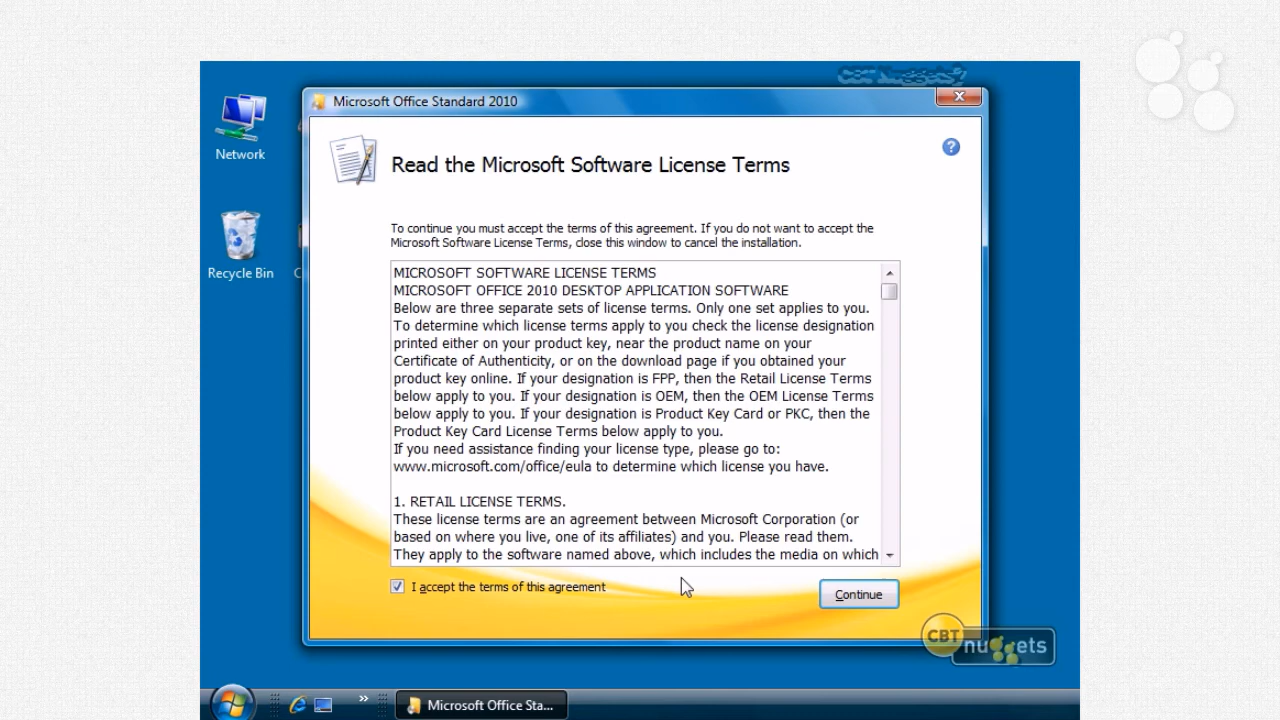 CBT Nuggets
Microsoft Office Standard 2010
Network
Read the Microsoft Software License Terms
Recycle Bin
C
To continue you must accept the terms of this agreement. If you do not want to accept the
Microsoft Software License Terms, close this window to cancel the installation.
MICROSOFT SOFTWARE LICENSE TERMS
MICROSOFT OFFICE 2010 DESKTOP APPLICATION SOFTWARE
Below are three separate sets of license terms. Only one set applies to you.
To determine which license terms apply to you check the license designation
printed either on your product key, near the product name on your
Certificate of Authenticity, or on the download page if you obtained your
product key online. If your designation is FPP, then the Retail License Terms
below apply to you. If your designation is OEM, then the OEM License Terms
below apply to you. If your designation is Product Key Card or PKC, then the
Product Key Card License Terms below apply to you.
If you need assistance finding your license type, please go to:
www.microsoft.com/office/eula to determine which license you have.
1. RETAIL LICENSE TERMS.
These license terms are an agreement between Microsoft Corporation (or
based on where you live, one of its affiliates) and you. Please read them.
They apply to the software named above, which includes the media on which
I accept the terms of this agreement
Continue
CBT nuggets
Microsoft Office Sta...